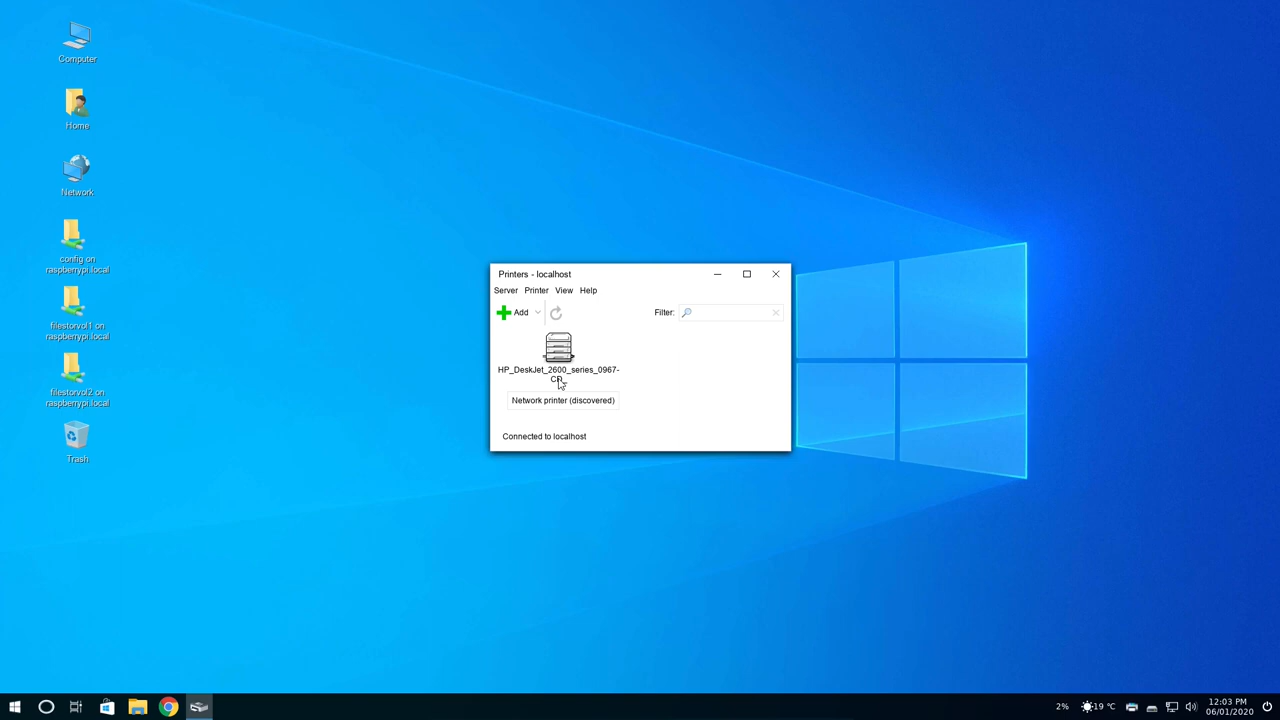 Computer
Home
Network
config on
raspberrypi.local
filestorvol1 on
raspberrypi.local
filestorvol2 on
raspberrypi.local
Trash
Printers - localhost
Server Printer View Help
Add
Filter:
HP_DeskJet_2600_series_0967-
Network printer (discovered)
Connected to localhost
2%
19 °C
12:03 PM
06/01/2020